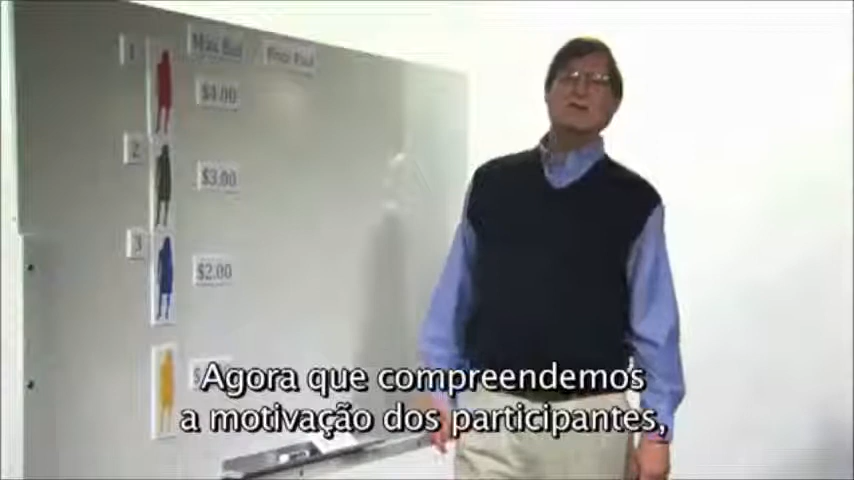 1
Max Bid
Price Paid
$4.00
2
$3.00
3
$2.00
Agora que compreendemos
a motivação dos participantes,